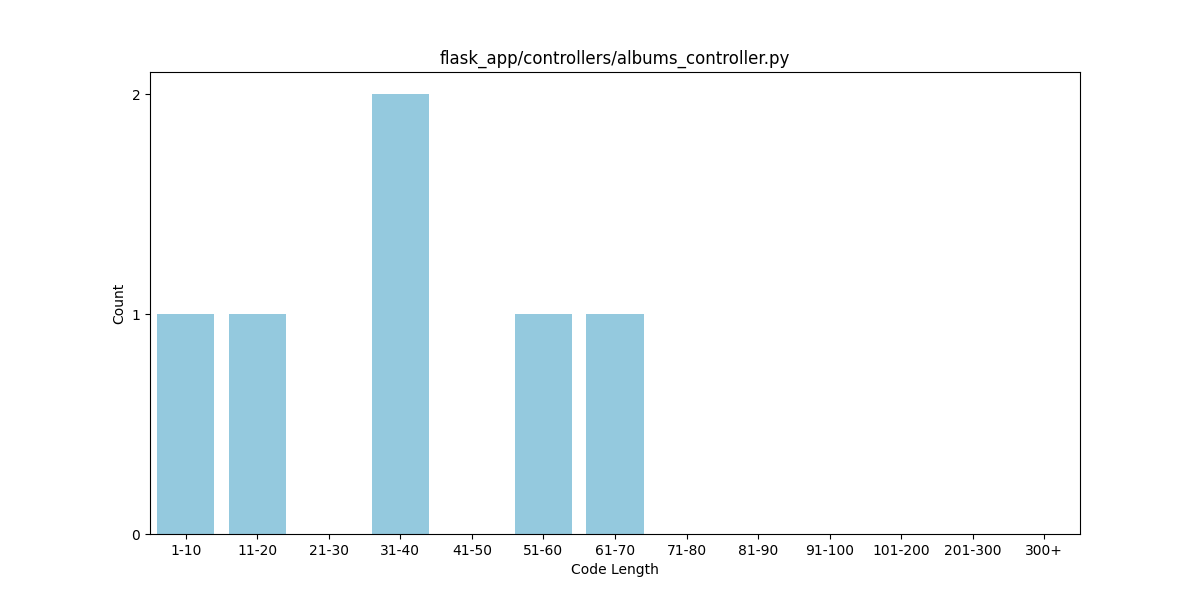 flask_app/controllers/albums_controller.py
Count
2
1
0
1-10 11-20 21-30 31-40 41-50 51-60 61-70 71-80 81-90 91-100 101-200 201-300 300+
Code Length